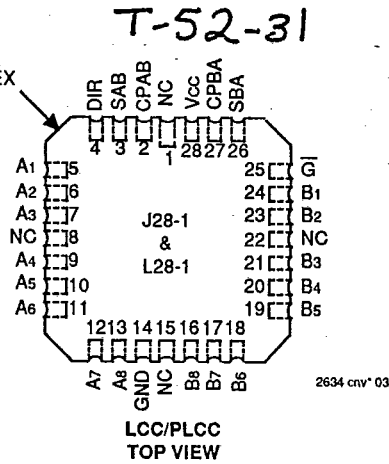 T-52-31
EX
DIR SAB CPAB NC Vcc CPBA SBA
4 3 2 1 28 27 26
A1 5 25 G̅
A2 6 24 B1
A3 7 23 B2
NC 8 22 NC
A4 9 21 B3
A5 10 20 B4
A6 11 19 B5
J28-1
&
L28-1
12 13 14 15 16 17 18
A7 A8 GND NC B8 B7 B6
2634 cnv* 03
LCC/PLCC
TOP VIEW